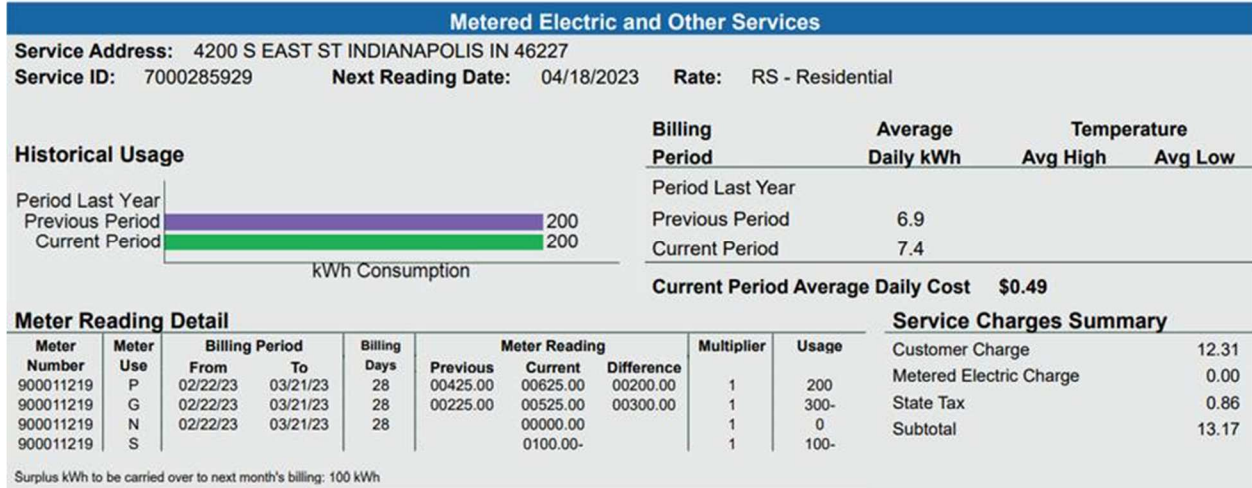 Metered Electric and Other Services
Service Address: 4200 S EAST ST INDIANAPOLIS IN 46227
Service ID: 7000285929 Next Reading Date: 04/18/2023 Rate: RS - Residential
Historical Usage
Period Last Year
Previous Period 200
Current Period 200
kWh Consumption
Billing Average Temperature
Period Daily kWh Avg High Avg Low
Period Last Year
Previous Period 6.9
Current Period 7.4
Current Period Average Daily Cost $0.49
Meter Reading Detail
Meter Meter Billing Period Billing Meter Reading Multiplier Usage
Number Use From To Days Previous Current Difference
900011219 P 02/22/23 03/21/23 28 00425.00 00625.00 00200.00 1 200
900011219 G 02/22/23 03/21/23 28 00225.00 00525.00 00300.00 1 300-
900011219 N 02/22/23 03/21/23 28 00000.00 1 0
900011219 S 0100.00- 1 100-
Surplus kWh to be carried over to next month's billing: 100 kWh
Service Charges Summary
Customer Charge 12.31
Metered Electric Charge 0.00
State Tax 0.86
Subtotal 13.17